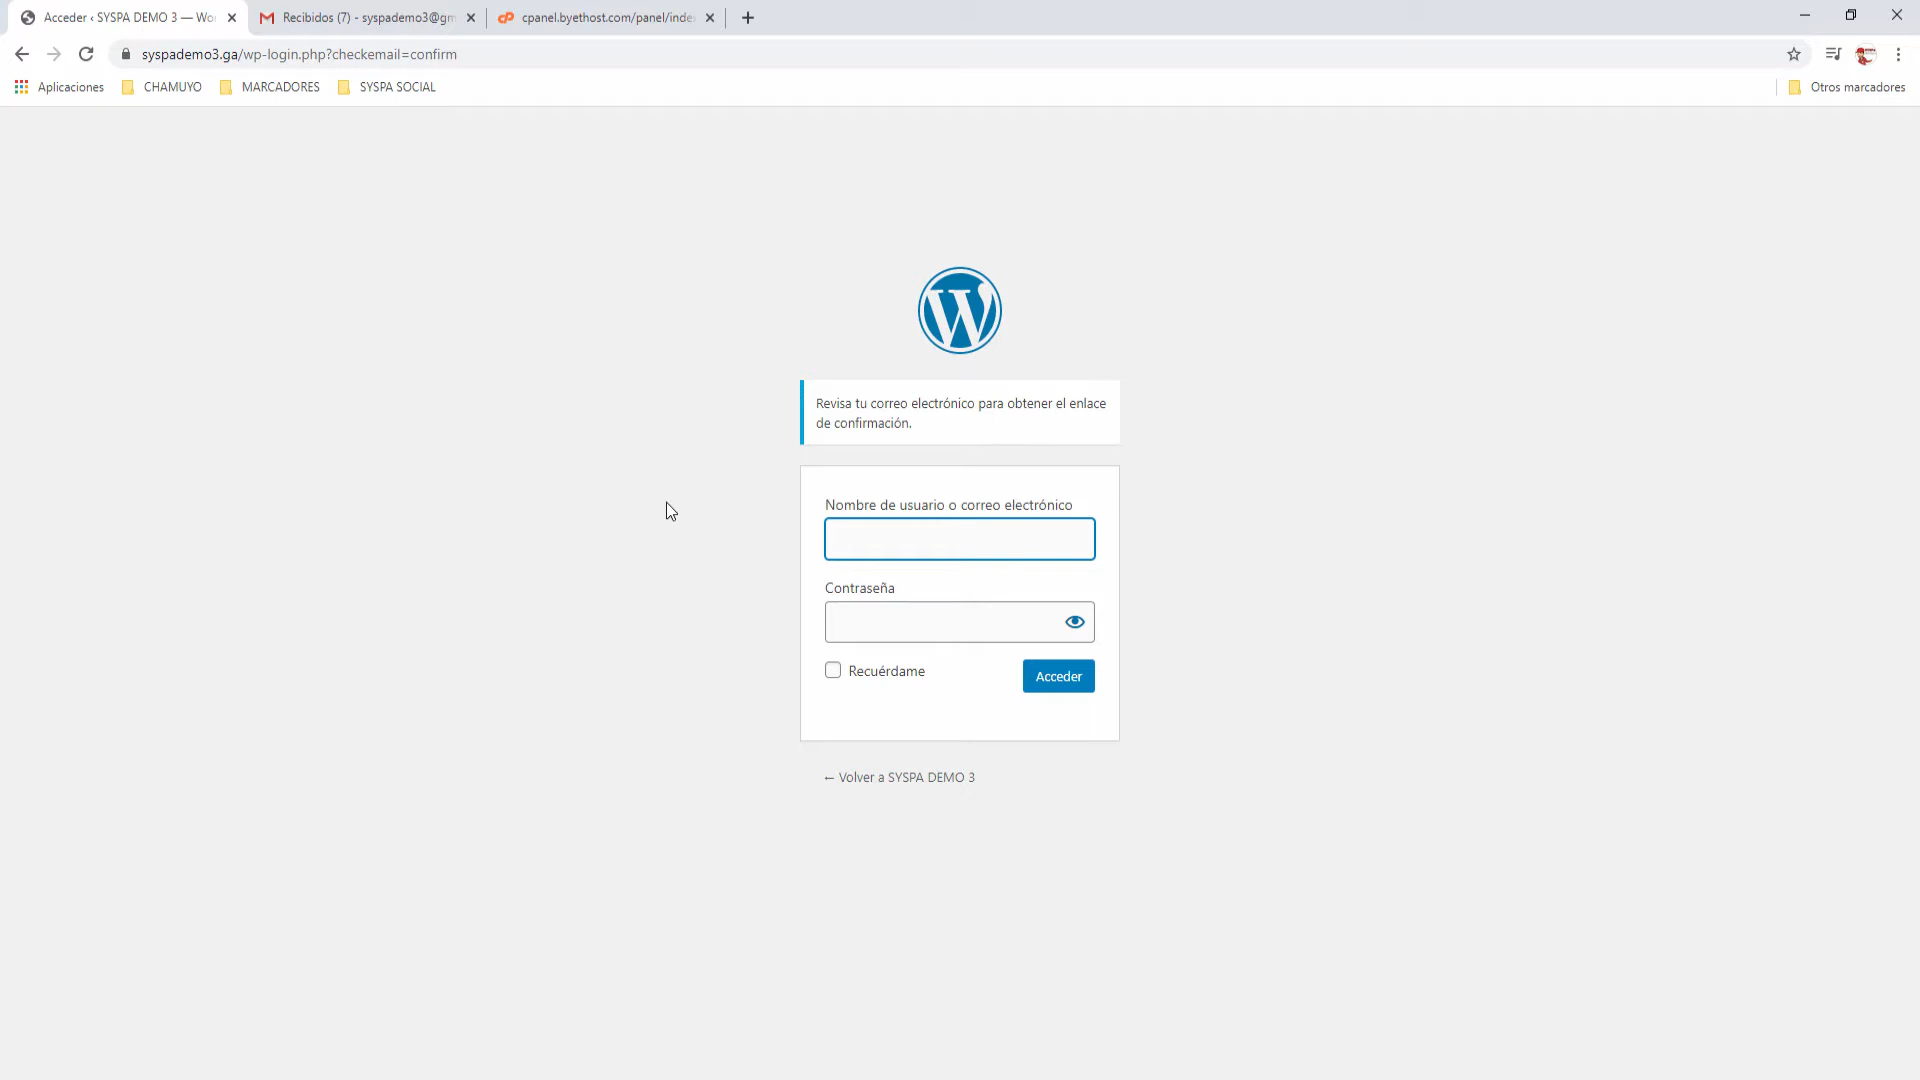 Acceder ‹ SYSPA DEMO 3 — Wor
Recibidos (7) - syspademo3@gm
cpanel.byethost.com/panel/inde
syspademo3.ga/wp-login.php?checkemail=confirm
Aplicaciones
CHAMUYO
MARCADORES
SYSPA SOCIAL
Otros marcadores
Revisa tu correo electrónico para obtener el enlace
de confirmación.
Nombre de usuario o correo electrónico
Contraseña
Recuérdame
Acceder
← Volver a SYSPA DEMO 3